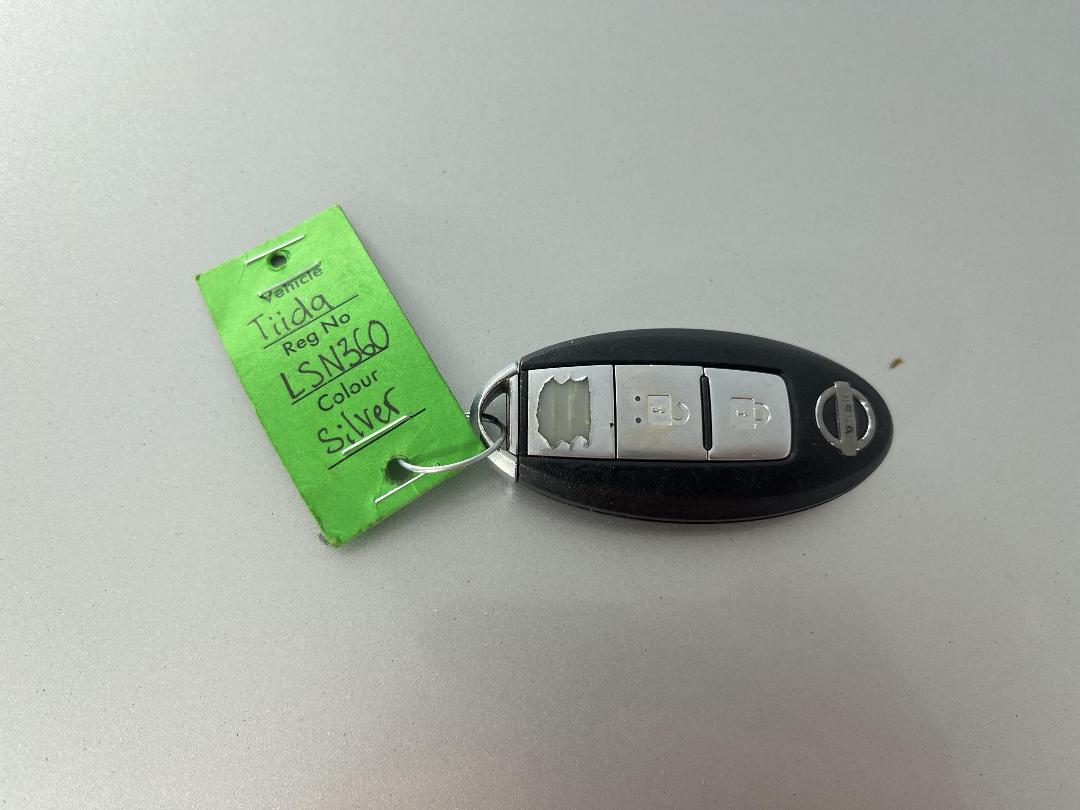 Vehicle
Tiida
Reg No
LSN360
Colour
Silver